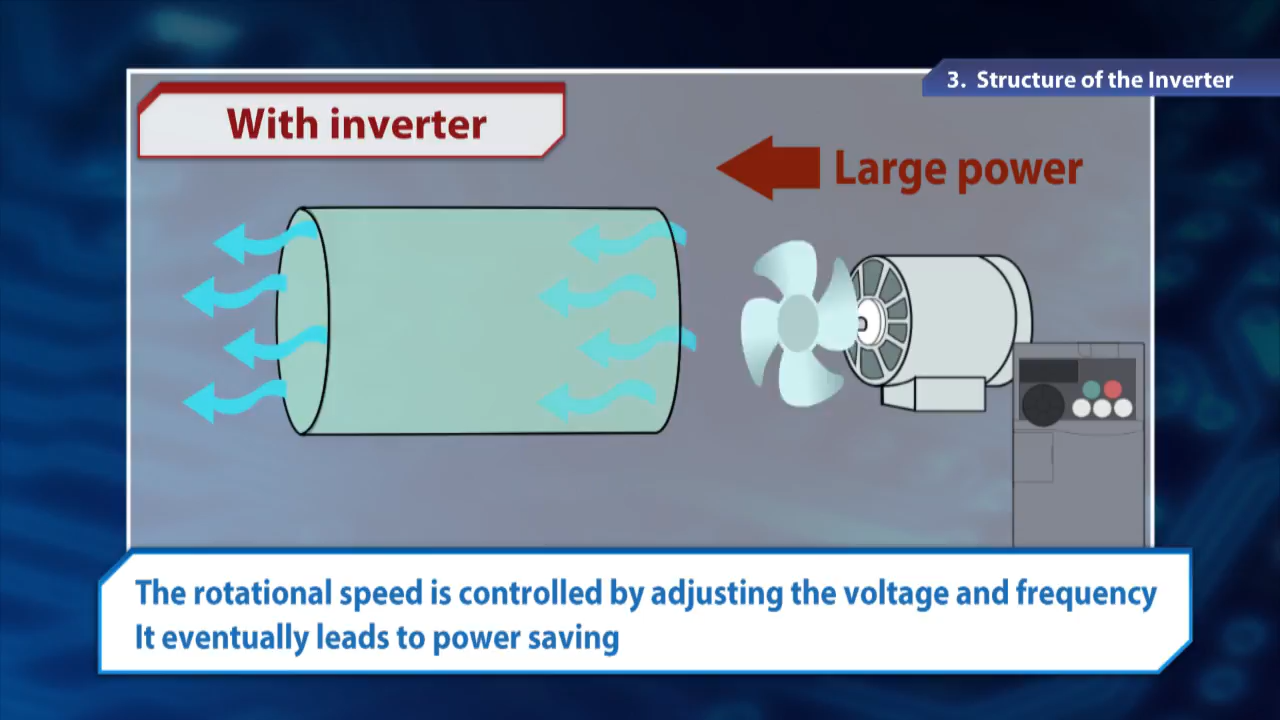 3. Structure of the Inverter
With inverter
Large power
The rotational speed is controlled by adjusting the voltage and frequency
It eventually leads to power saving